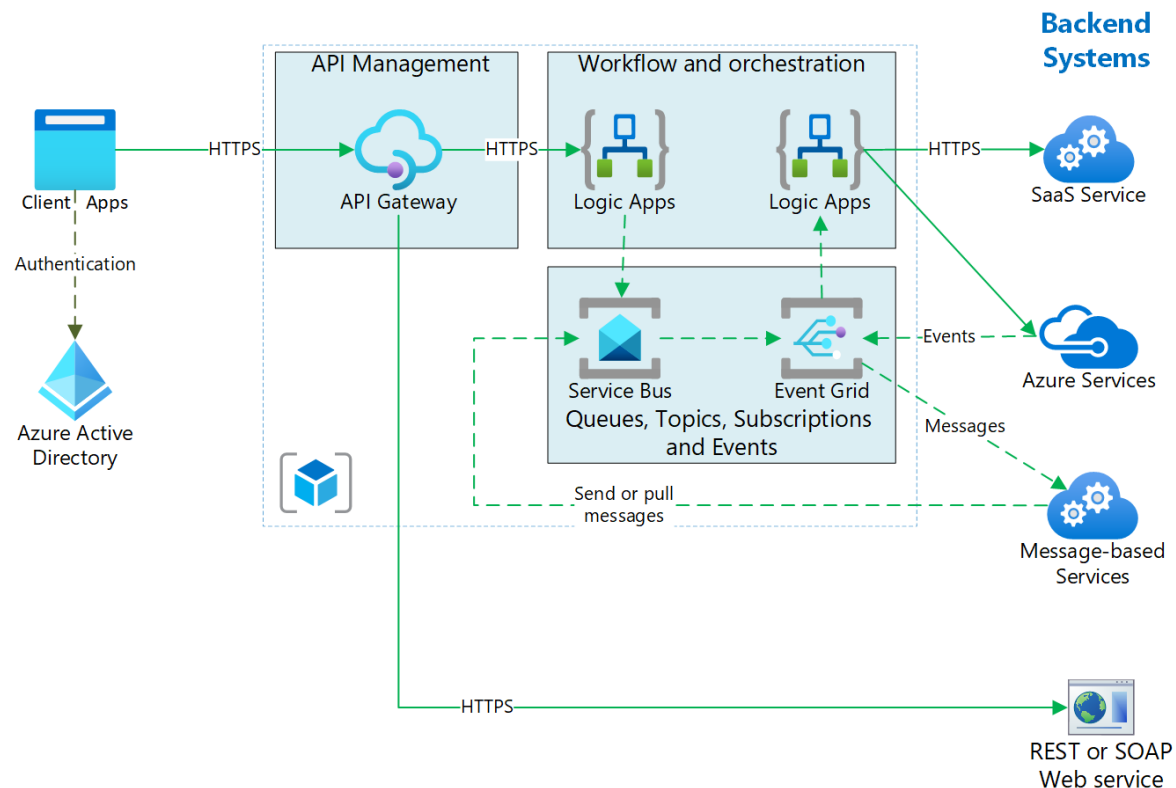 Backend
Systems
API Management
Workflow and orchestration
HTTPS
HTTPS
HTTPS
Client Apps
API Gateway
Logic Apps
Logic Apps
SaaS Service
Authentication
Events
Service Bus
Event Grid
Azure Services
Queues, Topics, Subscriptions
and Events
Messages
Azure Active
Directory
Send or pull
messages
Message-based
Services
HTTPS
REST or SOAP
Web service